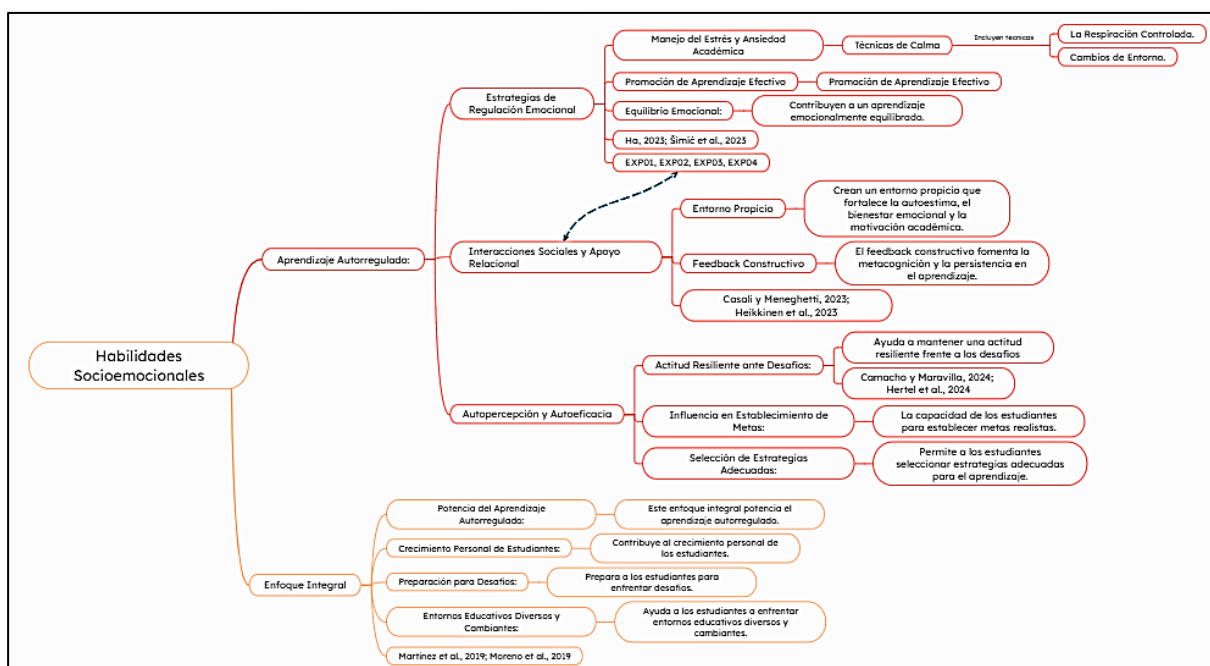 Habilidades
Socioemocionales
Aprendizaje Autorregulado:
Estrategias de
Regulación Emocional
Manejo del Estrés y Ansiedad
Académica
Técnicas de Calma
Incluyen técnicas
La Respiración Controlada.
Cambios de Entorno.
Promoción de Aprendizaje Efectivo
Promoción de Aprendizaje Efectivo
Equilibrio Emocional:
Contribuyen a un aprendizaje
emocionalmente equilibrado.
Ha, 2023; Šimić et al., 2023
EXP01, EXP02, EXP03, EXP04
Interacciones Sociales y Apoyo
Relacional
Entorno Propicio
Crean un entorno propicio que
fortalece la autoestima, el
bienestar emocional y la
motivación académica.
Feedback Constructivo
El feedback constructivo fomenta la
metacognición y la persistencia en
el aprendizaje.
Casali y Meneghetti, 2023;
Heikkinen et al., 2023
Autopercepción y Autoeficacia
Actitud Resiliente ante Desafíos:
Ayuda a mantener una actitud
resiliente frente a los desafíos
Camacho y Maravilla, 2024;
Hertel et al., 2024
Influencia en Establecimiento de
Metas:
La capacidad de los estudiantes
para establecer metas realistas.
Selección de Estrategias
Adecuadas:
Permite a los estudiantes
seleccionar estrategias adecuadas
para el aprendizaje.
Enfoque Integral
Potencia del Aprendizaje
Autorregulado:
Este enfoque integral potencia el
aprendizaje autorregulado.
Crecimiento Personal de Estudiantes:
Contribuye al crecimiento personal de
los estudiantes.
Preparación para Desafíos:
Prepara a los estudiantes para
enfrentar desafíos.
Entornos Educativos Diversos y
Cambiantes:
Ayuda a los estudiantes a enfrentar
entornos educativos diversos y
cambiantes.
Martínez et al., 2019; Moreno et al., 2019